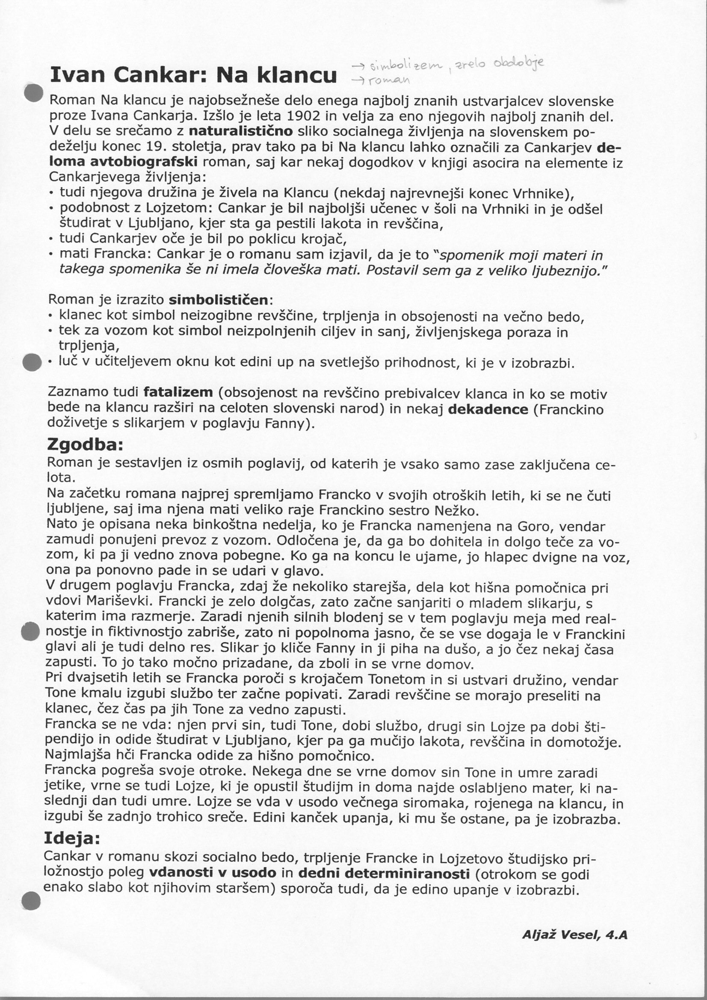 Ivan Cankar: Na klancu → simbolizem, zrelo obdobje
→ roman
Roman Na klancu je najobsežneše delo enega najbolj znanih ustvarjalcev slovenske
proze Ivana Cankarja. Izšlo je leta 1902 in velja za eno njegovih najbolj znanih del.
V delu se srečamo z naturalistično sliko socialnega življenja na slovenskem po-
deželju konec 19. stoletja, prav tako pa bi Na klancu lahko označili za Cankarjev de-
loma avtobiografski roman, saj kar nekaj dogodkov v knjigi asocira na elemente iz
Cankarjevega življenja:
• tudi njegova družina je živela na Klancu (nekdaj najrevnejši konec Vrhnike),
• podobnost z Lojzetom: Cankar je bil najboljši učenec v šoli na Vrhniki in je odšel
študirat v Ljubljano, kjer sta ga pestili lakota in revščina,
• tudi Cankarjev oče je bil po poklicu krojač,
• mati Francka: Cankar je o romanu sam izjavil, da je to "spomenik moji materi in
takega spomenika še ni imela človeška mati. Postavil sem ga z veliko ljubeznijo."
Roman je izrazito simbolističen:
• klanec kot simbol neizogibne revščine, trpljenja in obsojenosti na večno bedo,
• tek za vozom kot simbol neizpolnjenih ciljev in sanj, življenjskega poraza in
trpljenja,
• luč v učiteljevem oknu kot edini up na svetlejšo prihodnost, ki je v izobrazbi.
Zaznamo tudi fatalizem (obsojenost na revščino prebivalcev klanca in ko se motiv
bede na klancu razširi na celoten slovenski narod) in nekaj dekadence (Franckino
doživetje s slikarjem v poglavju Fanny).
Zgodba:
Roman je sestavljen iz osmih poglavij, od katerih je vsako samo zase zaključena ce-
lota.
Na začetku romana najprej spremljamo Francko v svojih otroških letih, ki se ne čuti
ljubljene, saj ima njena mati veliko raje Franckino sestro Nežko.
Nato je opisana neka binkoštna nedelja, ko je Francka namenjena na Goro, vendar
zamudi ponujeni prevoz z vozom. Odločena je, da ga bo dohitela in dolgo teče za vo-
zom, ki pa ji vedno znova pobegne. Ko ga na koncu le ujame, jo hlapec dvigne na voz,
ona pa ponovno pade in se udari v glavo.
V drugem poglavju Francka, zdaj že nekoliko starejša, dela kot hišna pomočnica pri
vdovi Mariševki. Francki je zelo dolgčas, zato začne sanjariti o mladem slikarju, s
katerim ima razmerje. Zaradi njenih silnih blodenj se v tem poglavju meja med real-
nostje in fiktivnostjo zabriše, zato ni popolnoma jasno, če se vse dogaja le v Franckini
glavi ali je tudi delno res. Slikar jo kliče Fanny in ji piha na dušo, a jo čez nekaj časa
zapusti. To jo tako močno prizadane, da zboli in se vrne domov.
Pri dvajsetih letih se Francka poroči s krojačem Tonetom in si ustvari družino, vendar
Tone kmalu izgubi službo ter začne popivati. Zaradi revščine se morajo preseliti na
klanec, čez čas pa jih Tone za vedno zapusti.
Francka se ne vda: njen prvi sin, tudi Tone, dobi službo, drugi sin Lojze pa dobi šti-
pendijo in odide študirat v Ljubljano, kjer pa ga mučijo lakota, revščina in domotožje.
Najmlajša hči Francka odide za hišno pomočnico.
Francka pogreša svoje otroke. Nekega dne se vrne domov sin Tone in umre zaradi
jetike, vrne se tudi Lojze, ki je opustil študijm in doma najde oslabljeno mater, ki na-
slednji dan tudi umre. Lojze se vda v usodo večnega siromaka, rojenega na klancu, in
izgubi še zadnjo trohico sreče. Edini kanček upanja, ki mu še ostane, pa je izobrazba.
Ideja:
Cankar v romanu skozi socialno bedo, trpljenje Francke in Lojzetovo študijsko pri-
ložnostjo poleg vdanosti v usodo in dedni determiniranosti (otrokom se godi
enako slabo kot njihovim staršem) sporoča tudi, da je edino upanje v izobrazbi.
Aljaž Vesel, 4.A